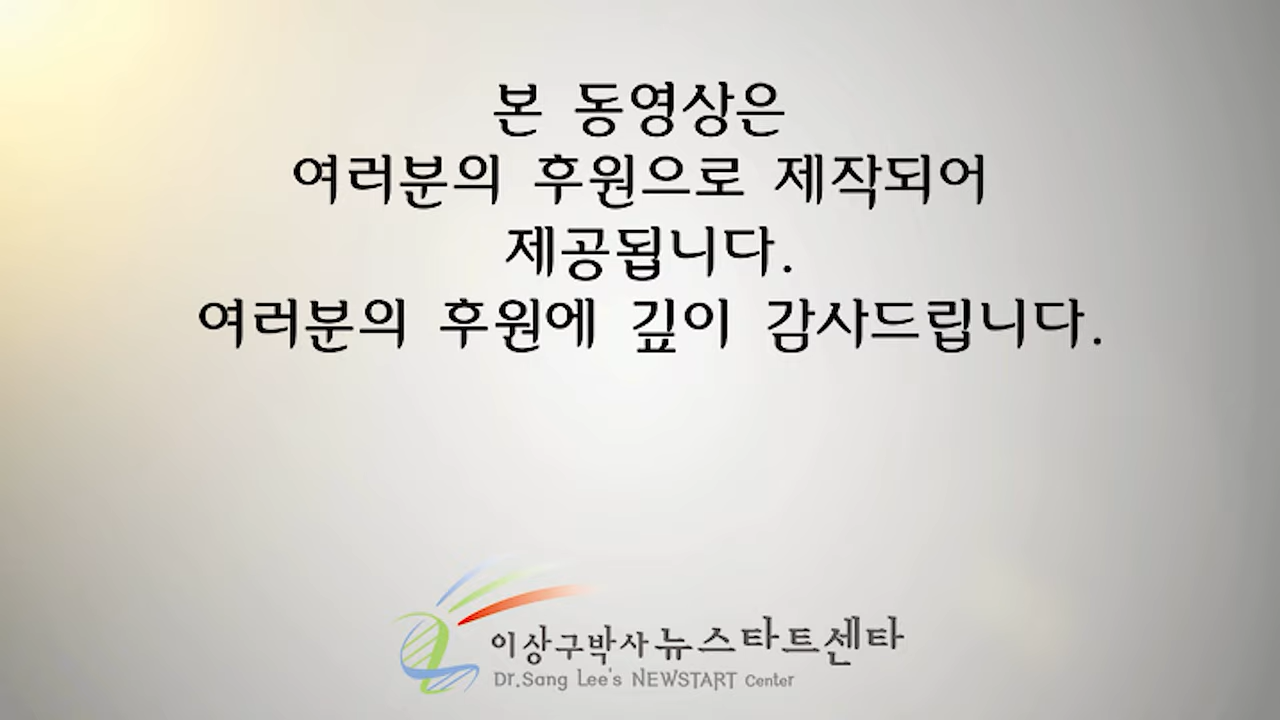 본 동영상은
여러분의 후원으로 제작되어
제공됩니다.
여러분의 후원에 깊이 감사드립니다.
이상구박사 뉴스타트센타
Dr.Sang Lee's NEWSTART Center